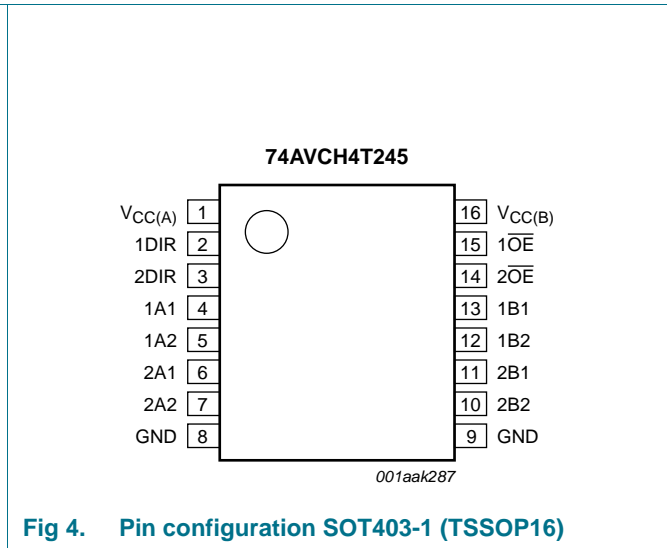 74AVCH4T245
VCC(A) 1 16 VCC(B)
1DIR 2 15 1O̅E̅
2DIR 3 14 2O̅E̅
1A1 4 13 1B1
1A2 5 12 1B2
2A1 6 11 2B1
2A2 7 10 2B2
GND 8 9 GND
001aak287
Fig 4. Pin configuration SOT403-1 (TSSOP16)